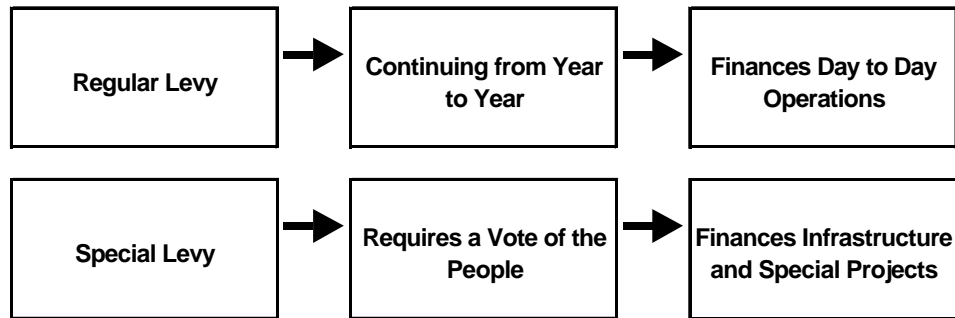 Regular Levy
Continuing from Year
to Year
Finances Day to Day
Operations
Special Levy
Requires a Vote of the
People
Finances Infrastructure
and Special Projects